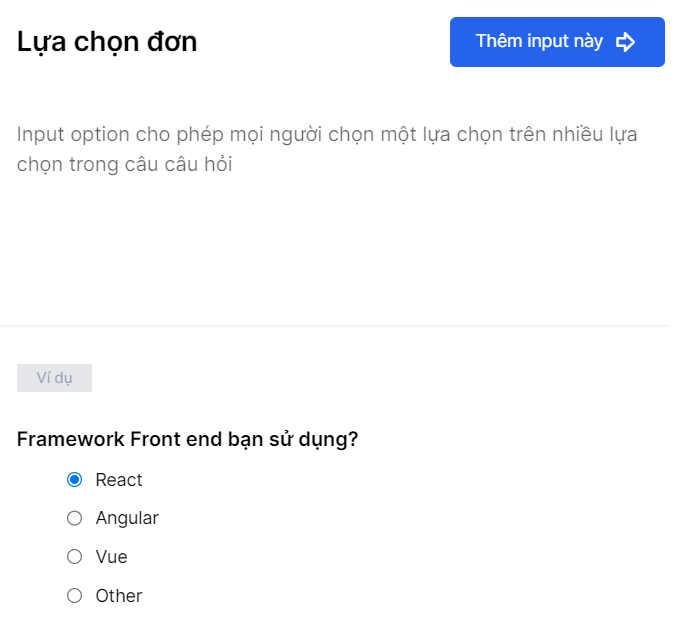 Lựa chọn đơn
Thêm input này
Input option cho phép mọi người chọn một lựa chọn trên nhiều lựa
chọn trong câu câu hỏi
Ví dụ
Framework Front end bạn sử dụng?
React
Angular
Vue
Other